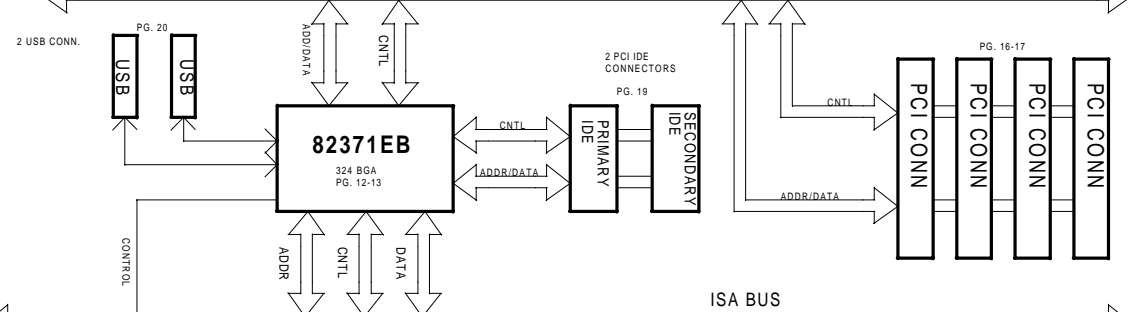 PG. 20
2 USB CONN.
USB
USB
ADD/DATA
CNTL
2 PCI IDE
CONNECTORS
PG. 19
PG. 16-17
82371EB
324 BGA
PG. 12-13
CNTL
ADDR/DATA
PRIMARY
IDE
SECONDARY
IDE
CNTL
ADDR/DATA
PCI CONN
PCI CONN
PCI CONN
PCI CONN
CONTROL
ADDR
CNTL
DATA
ISA BUS